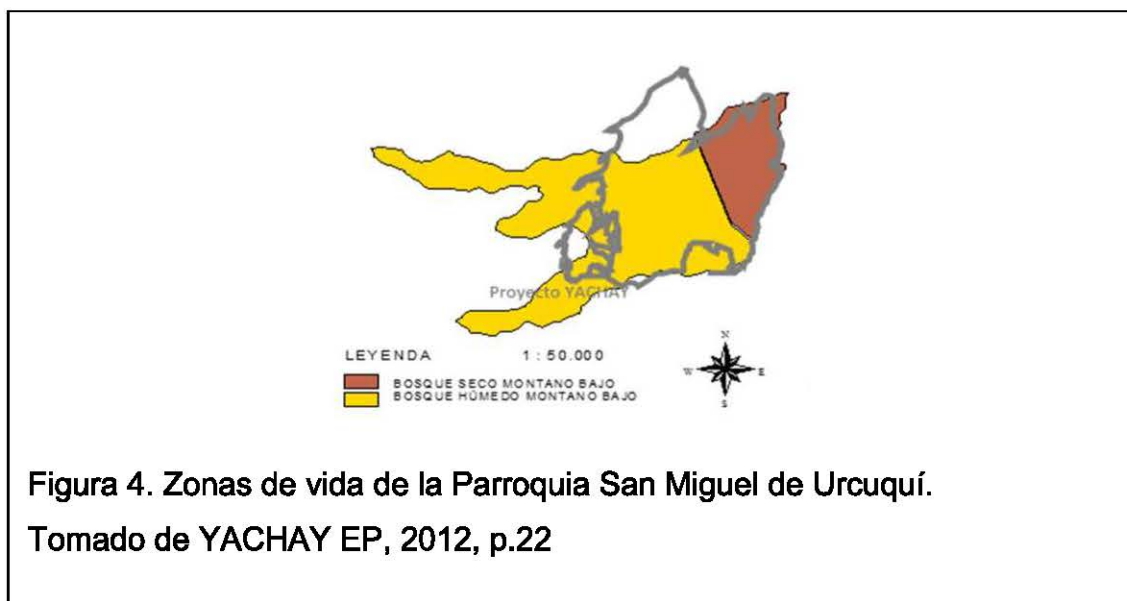 Proyecto YACHAY
LEYENDA 1 : 50.000
BOSQUE SECO MONTANO BAJO
BOSQUE HÚMEDO MONTANO BAJO
N
W E
S
Figura 4. Zonas de vida de la Parroquia San Miguel de Urcuquí.
Tomado de YACHAY EP, 2012, p.22